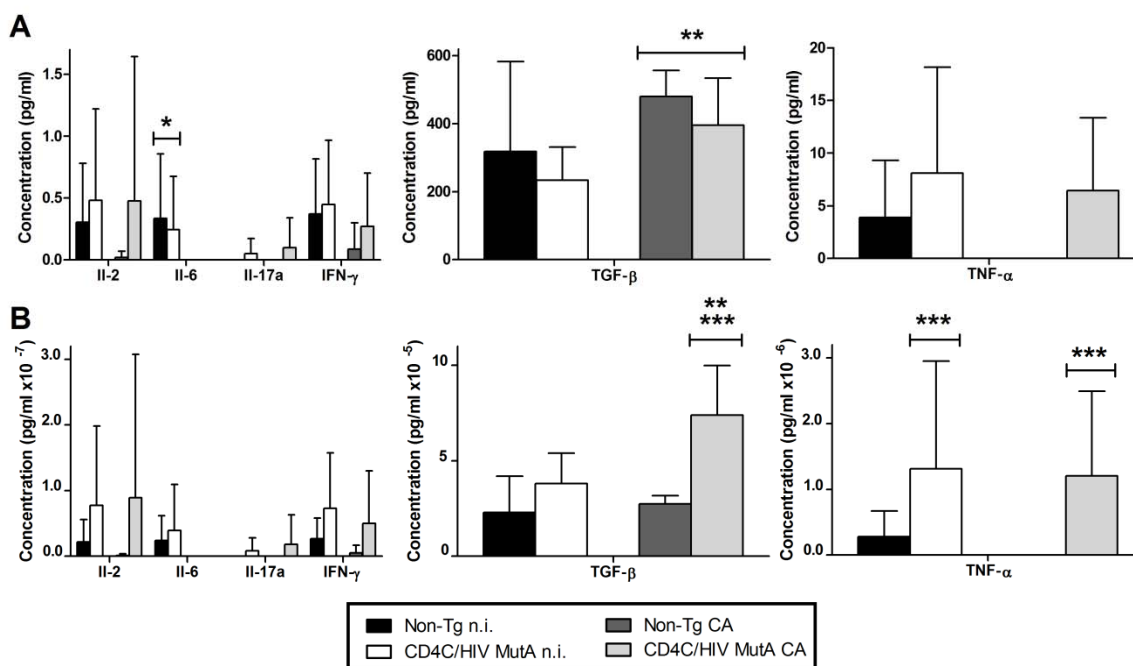 A
Concentration (pg/ml)
1.5
1.0
0.5
0.0
*
Il-2 Il-6 Il-17a IFN-γ
Concentration (pg/ml)
600
400
200
0
**
TGF-β
Concentration (pg/ml)
20
15
10
5
0
TNF-α
B
Concentration (pg/ml x10 -7)
3.0
2.0
1.0
0.0
Il-2 Il-6 Il-17a IFN-γ
Concentration (pg/ml x10 -5)
10
5
0
**
***
TGF-β
Concentration (pg/ml x10 -6)
3.0
2.0
1.0
0.0
***
***
TNF-α
Non-Tg n.i. Non-Tg CA
CD4C/HIV MutA n.i. CD4C/HIV MutA CA